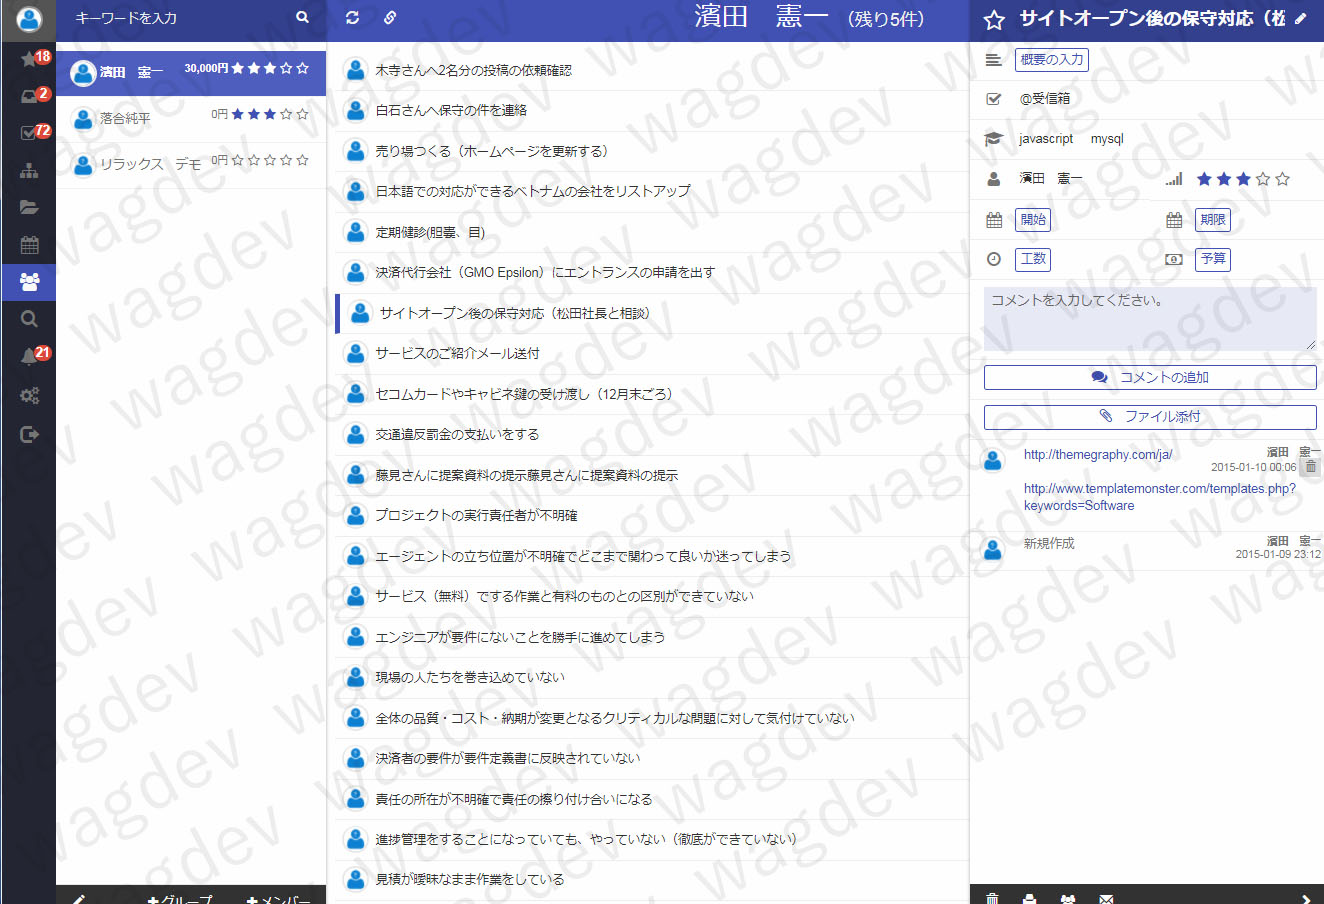 キーワードを入力
18
2
72
21
濱田　憲一 30,000円
落合純平 0円
リラックス　デモ 0円
グループ
メンバー
濱田　憲一 （残り5件）
木寺さんへ2名分の投稿の依頼確認
白石さんへ保守の件を連絡
売り場つくる（ホームページを更新する）
日本語での対応ができるベトナムの会社をリストアップ
定期健診(胆嚢、目)
決済代行会社（GMO Epsilon）にエントランスの申請を出す
サイトオープン後の保守対応（松田社長と相談）
サービスのご紹介メール送付
セコムカードやキャビネ鍵の受け渡し（12月末ごろ）
交通違反罰金の支払いをする
藤見さんに提案資料の提示藤見さんに提案資料の提示
プロジェクトの実行責任者が不明確
エージェントの立ち位置が不明確でどこまで関わって良いか迷ってしまう
サービス（無料）でする作業と有料のものとの区別ができていない
エンジニアが要件にないことを勝手に進めてしまう
現場の人たちを巻き込めていない
全体の品質・コスト・納期が変更となるクリティカルな問題に対して気付けていない
決済者の要件が要件定義書に反映されていない
責任の所在が不明確で責任の擦り付け合いになる
進捗管理をすることになっていても、やっていない（徹底ができていない）
見積が曖昧なまま作業をしている
サイトオープン後の保守対応（松
概要の入力
@受信箱
javascript mysql
濱田　憲一
開始 期限
工数 予算
コメントを入力してください。
コメントの追加
ファイル添付
http://themegraphy.com/ja/ 濱田　憲一
2015-01-10 00:06
http://www.templatemonster.com/templates.php?
keywords=Software
新規作成 濱田　憲一
2015-01-09 23:12
wagdev